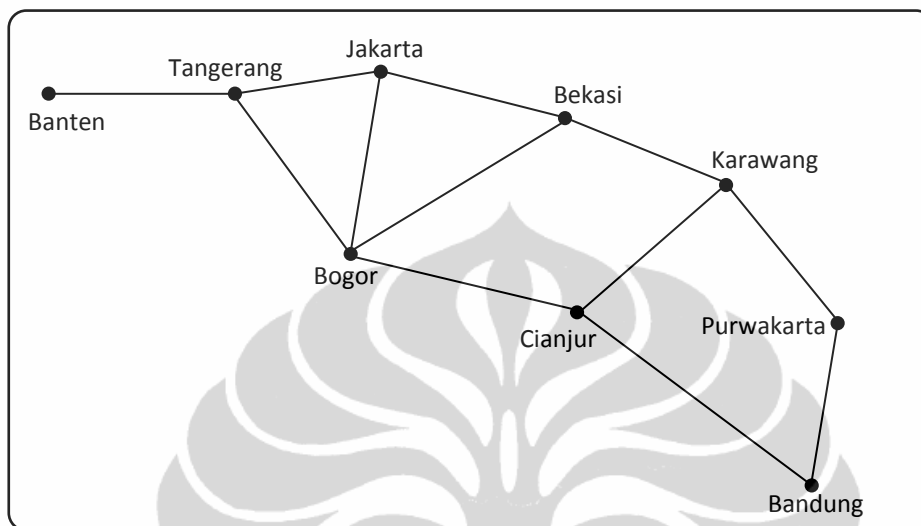 Jakarta
Tangerang
Bekasi
Banten
Karawang
Bogor
Purwakarta
Cianjur
Bandung